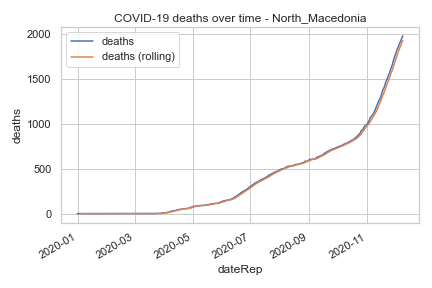 COVID-19 deaths over time - North_Macedonia
deaths
deaths (rolling)
2000
1500
1000
500
0
deaths
2020-01
2020-03
2020-05
2020-07
2020-09
2020-11
dateRep